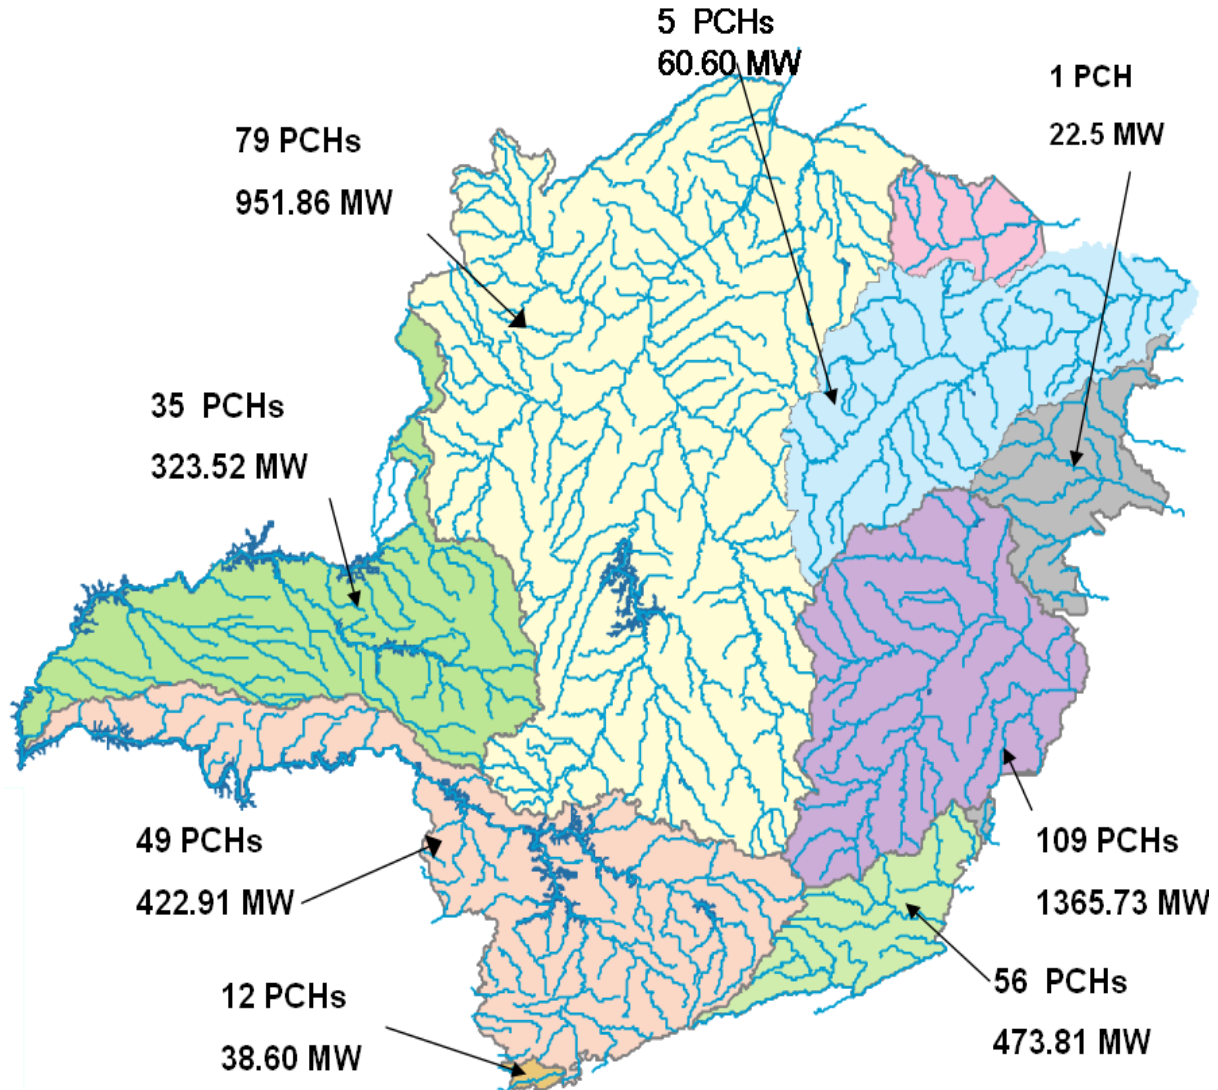 5 PCHs
60.60 MW
1 PCH
22.5 MW
79 PCHs
951.86 MW
35 PCHs
323.52 MW
49 PCHs
422.91 MW
109 PCHs
1365.73 MW
12 PCHs
38.60 MW
56 PCHs
473.81 MW